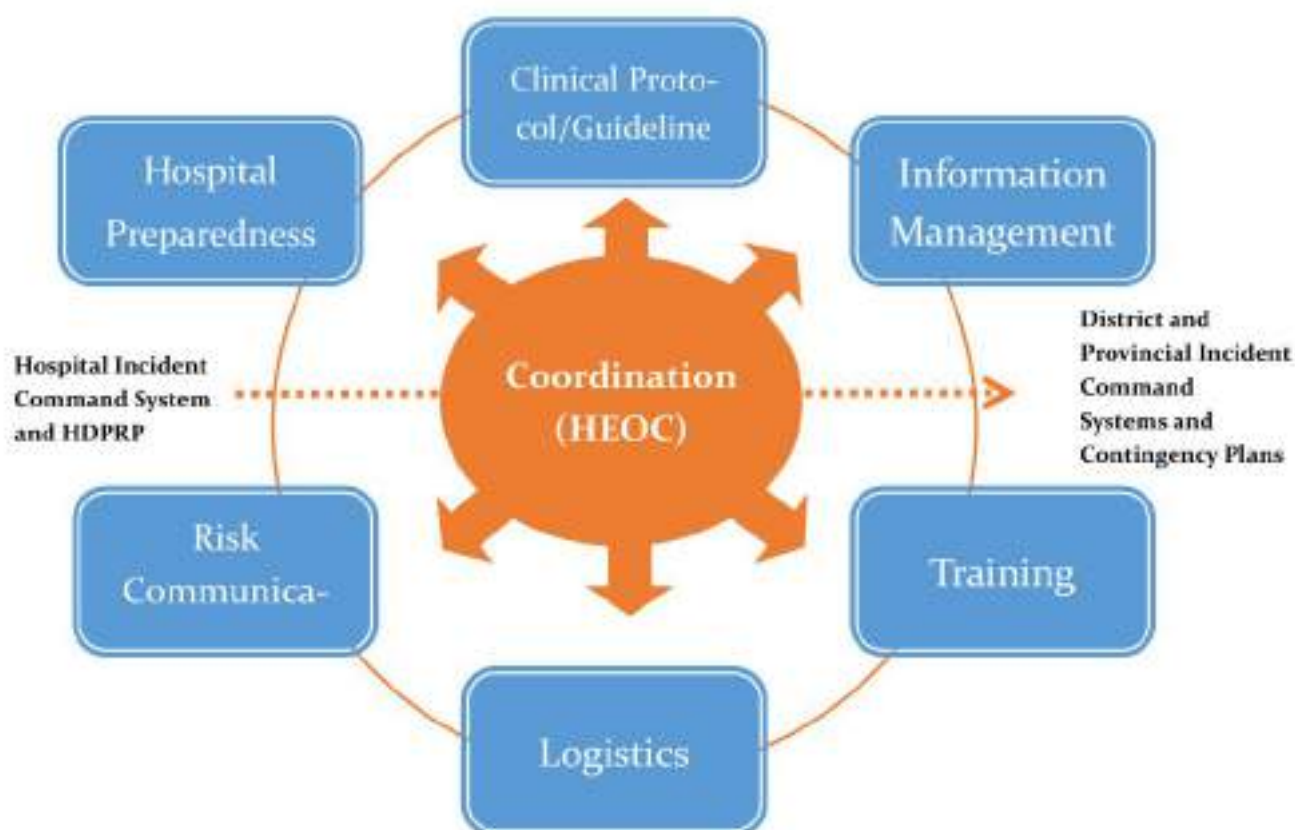 Clinical Proto-
col/Guideline
Hospital
Preparedness
Information
Management
Hospital Incident
Command System
and HDPRP
Coordination
(HEOC)
District and
Provincial Incident
Command
Systems and
Contingency Plans
Risk
Communica-
Training
Logistics